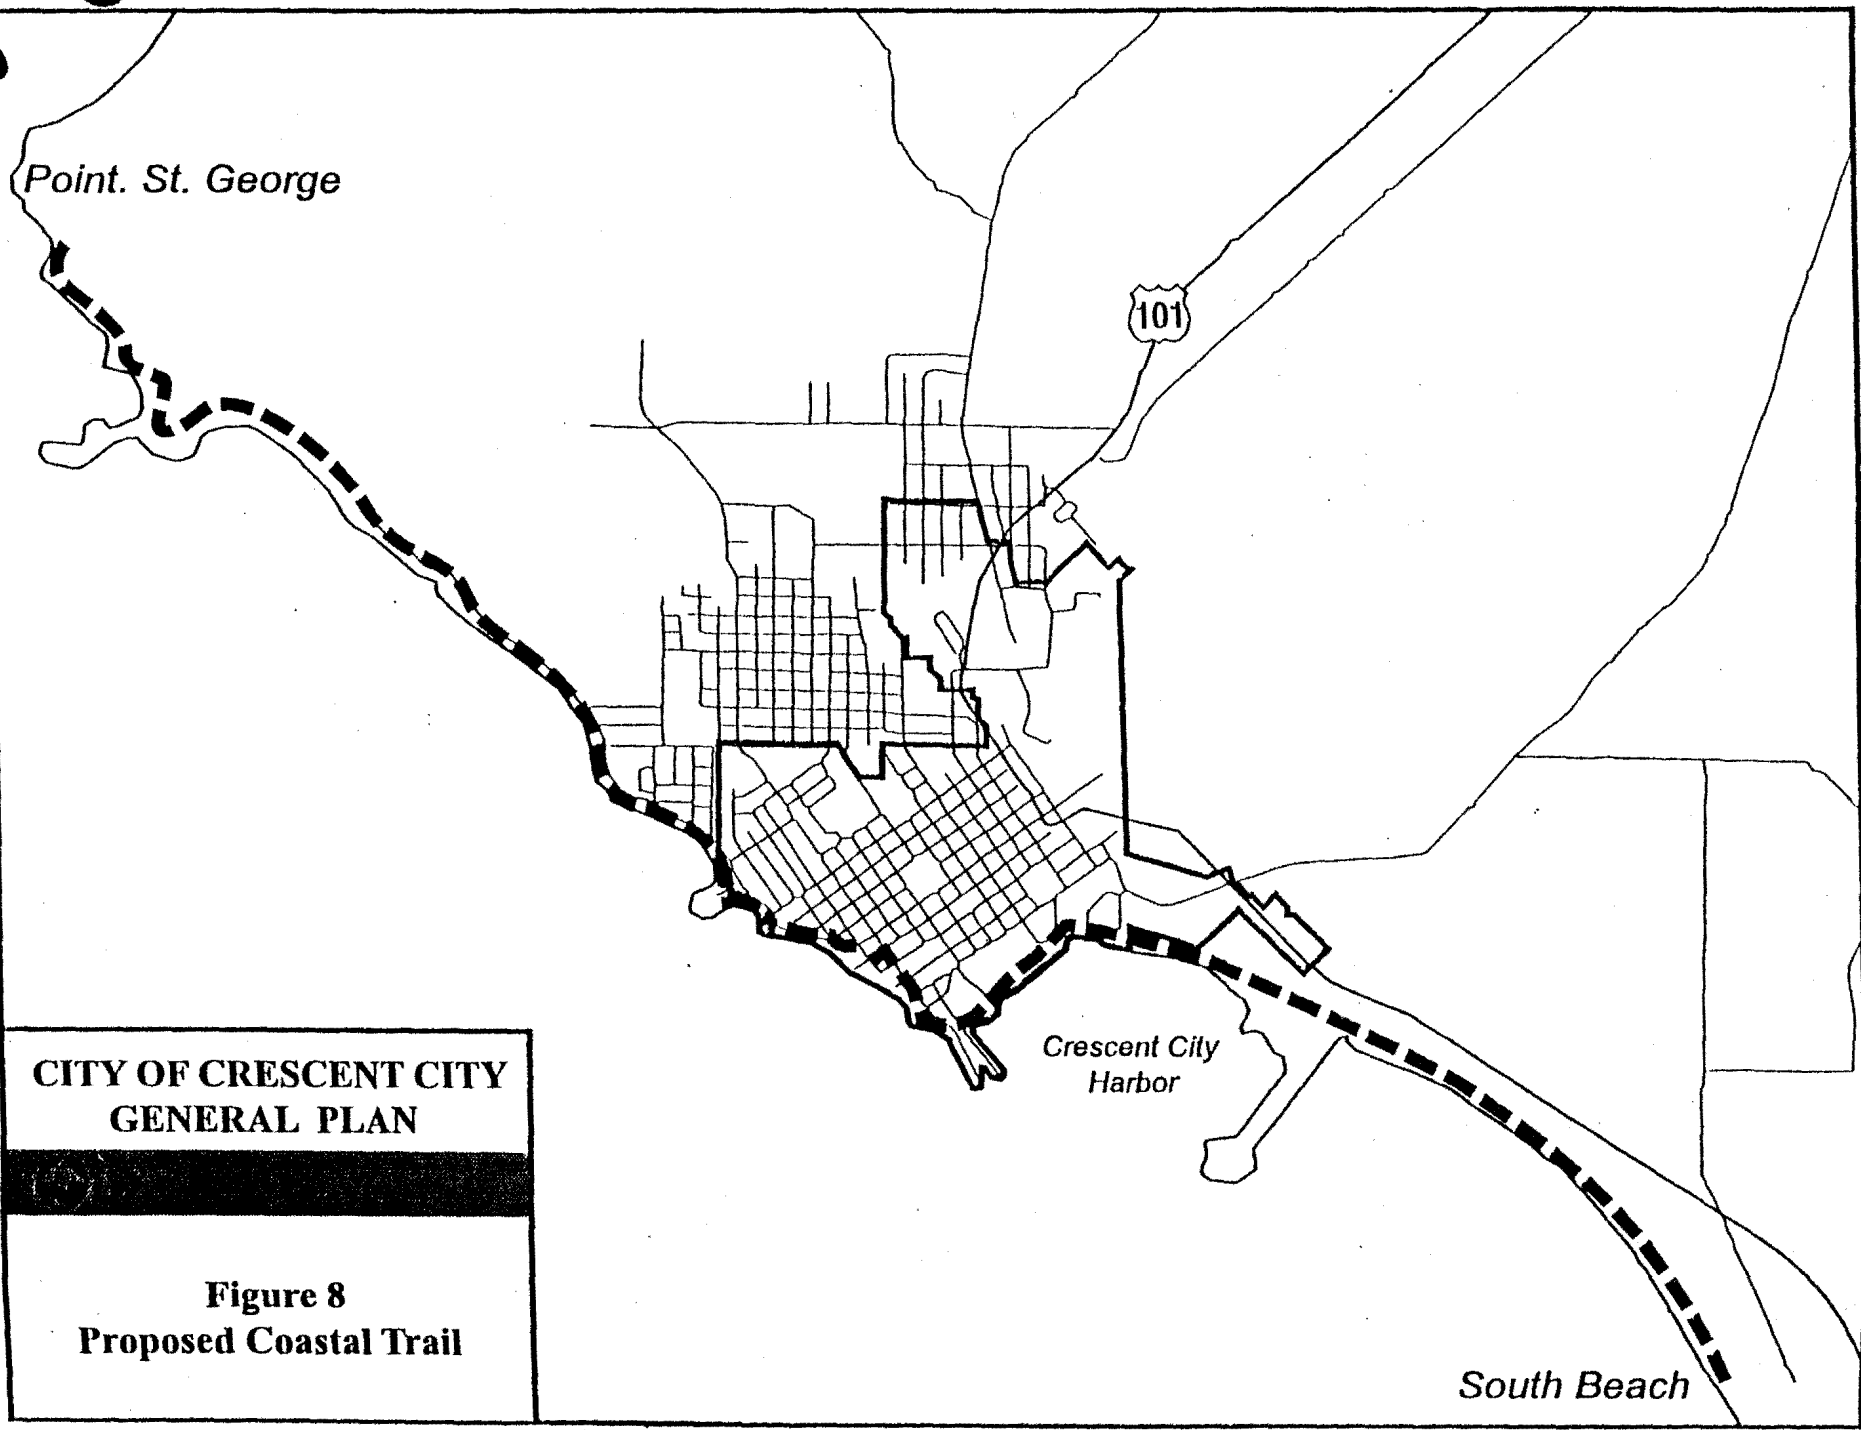 Point. St. George
101
Crescent City
Harbor
CITY OF CRESCENT CITY
GENERAL PLAN
Figure 8
Proposed Coastal Trail
South Beach